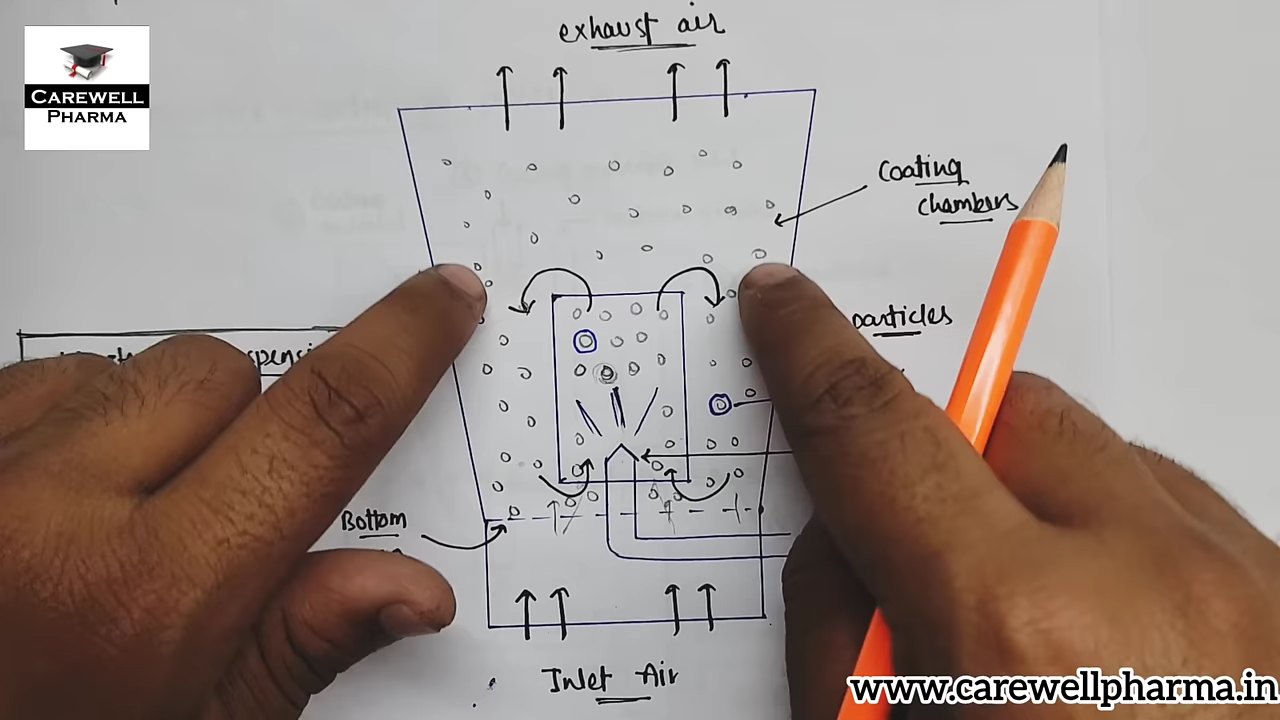 exhaust air
CAREWELL
PHARMA
Coating
chambers
particles
Bottom
Inlet Air
www.carewellpharma.in